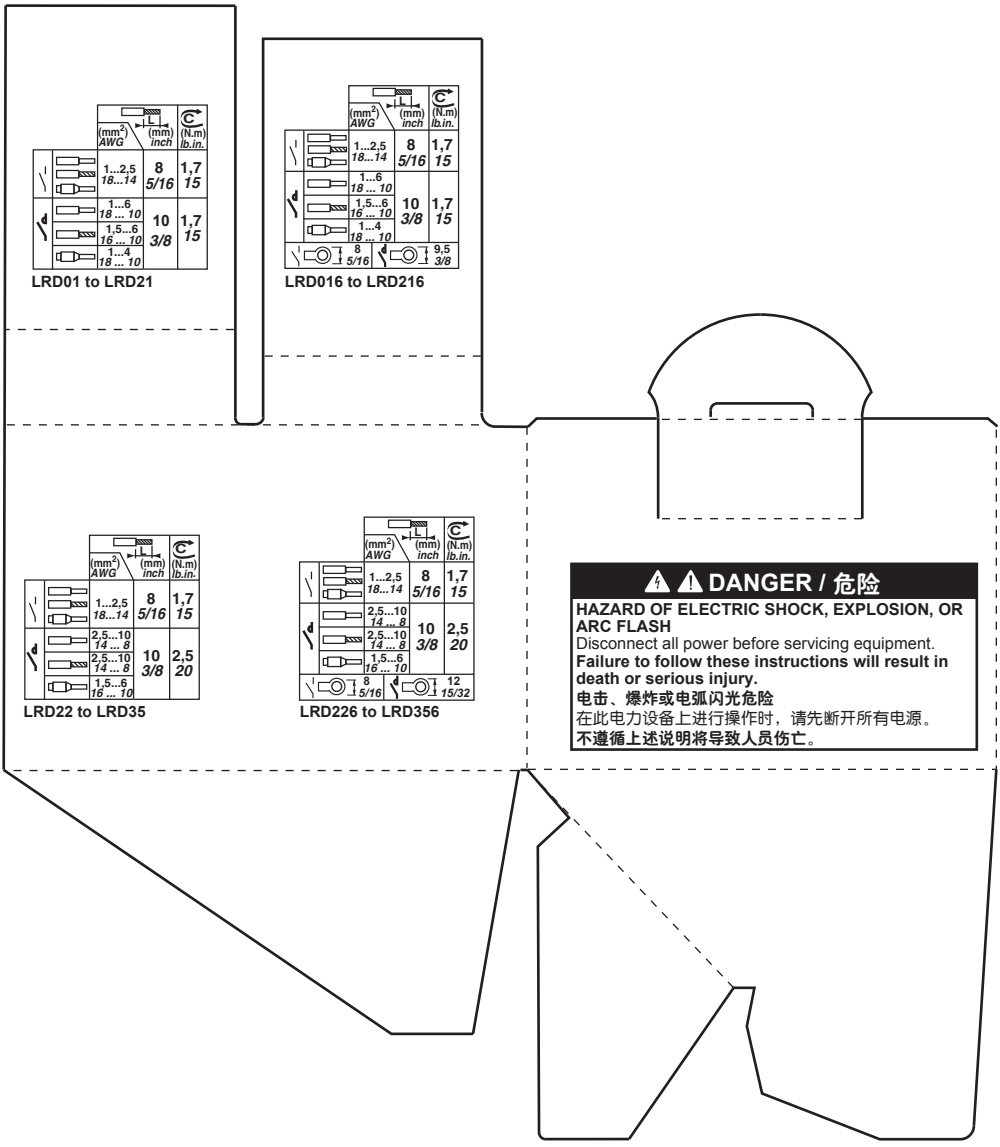 L
(mm²) (mm) (N.m)
AWG inch lb.in.
1...2,5 8 1,7
18...14 5/16 15
1...6
18 ... 10
1,5...6 10 1,7
16 ... 10 3/8 15
1...4
18 ... 10
LRD01 to LRD21
L
(mm²) (mm) (N.m)
AWG inch lb.in.
1...2,5 8 1,7
18...14 5/16 15
1...6
18 ... 10
1,5...6 10 1,7
16 ... 10 3/8 15
1...4
18 ... 10
8 9,5
5/16 3/8
LRD016 to LRD216
L
(mm²) (mm) (N.m)
AWG inch lb.in.
1...2,5 8 1,7
18...14 5/16 15
2,5...10
14 ... 8
2,5...10 10 2,5
14 ... 8 3/8 20
1,5...6
16 ... 10
LRD22 to LRD35
L
(mm²) (mm) (N.m)
AWG inch lb.in.
1...2,5 8 1,7
18...14 5/16 15
2,5...10
14 ... 8
2,5...10 10 2,5
14 ... 8 3/8 20
1,5...6
16 ... 10
8 12
5/16 15/32
LRD226 to LRD356
DANGER / 危险
HAZARD OF ELECTRIC SHOCK, EXPLOSION, OR
ARC FLASH
Disconnect all power before servicing equipment.
Failure to follow these instructions will result in
death or serious injury.
电击、爆炸或电弧闪光危险
在此电力设备上进行操作时，请先断开所有电源。
不遵循上述说明将导致人员伤亡。